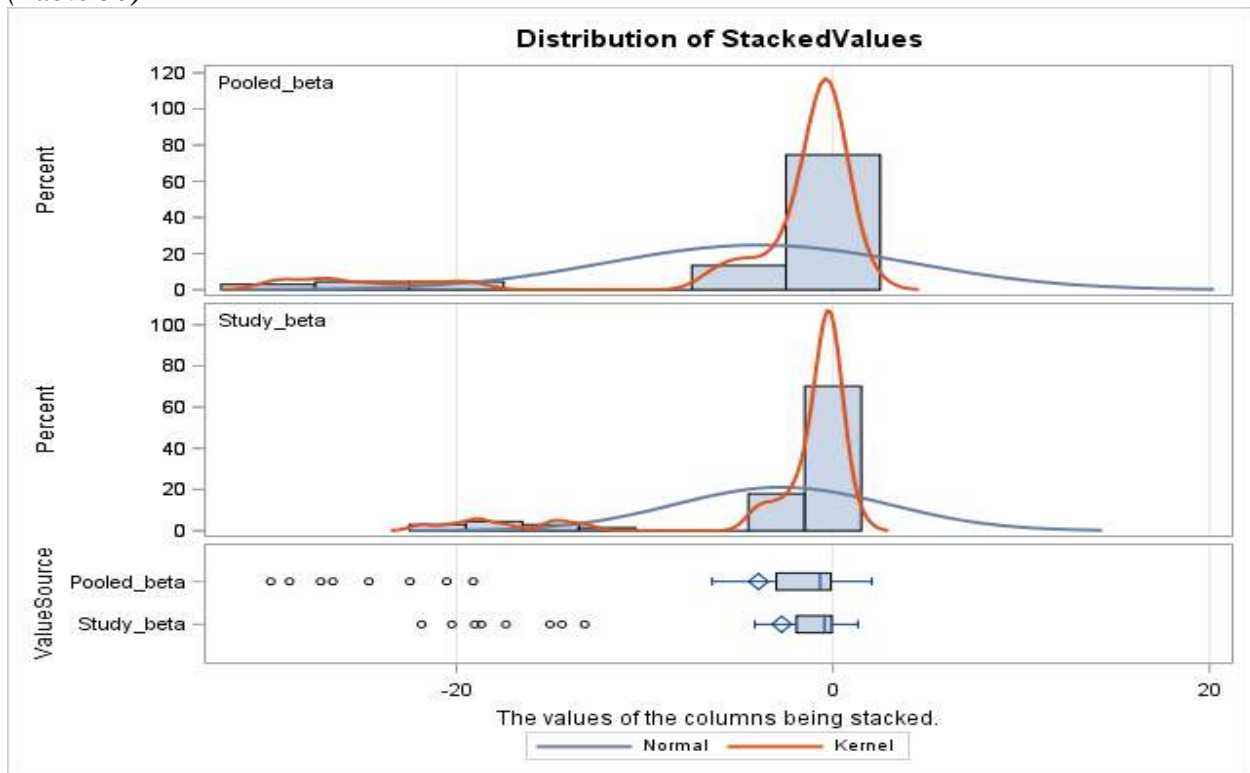 Distribution of StackedValues
Pooled_beta
120
100
80
60
40
20
0
Percent
Study_beta
100
80
60
40
20
0
Percent
ValueSource
Pooled_beta
Study_beta
-20
0
20
The values of the columns being stacked.
Normal
Kernel